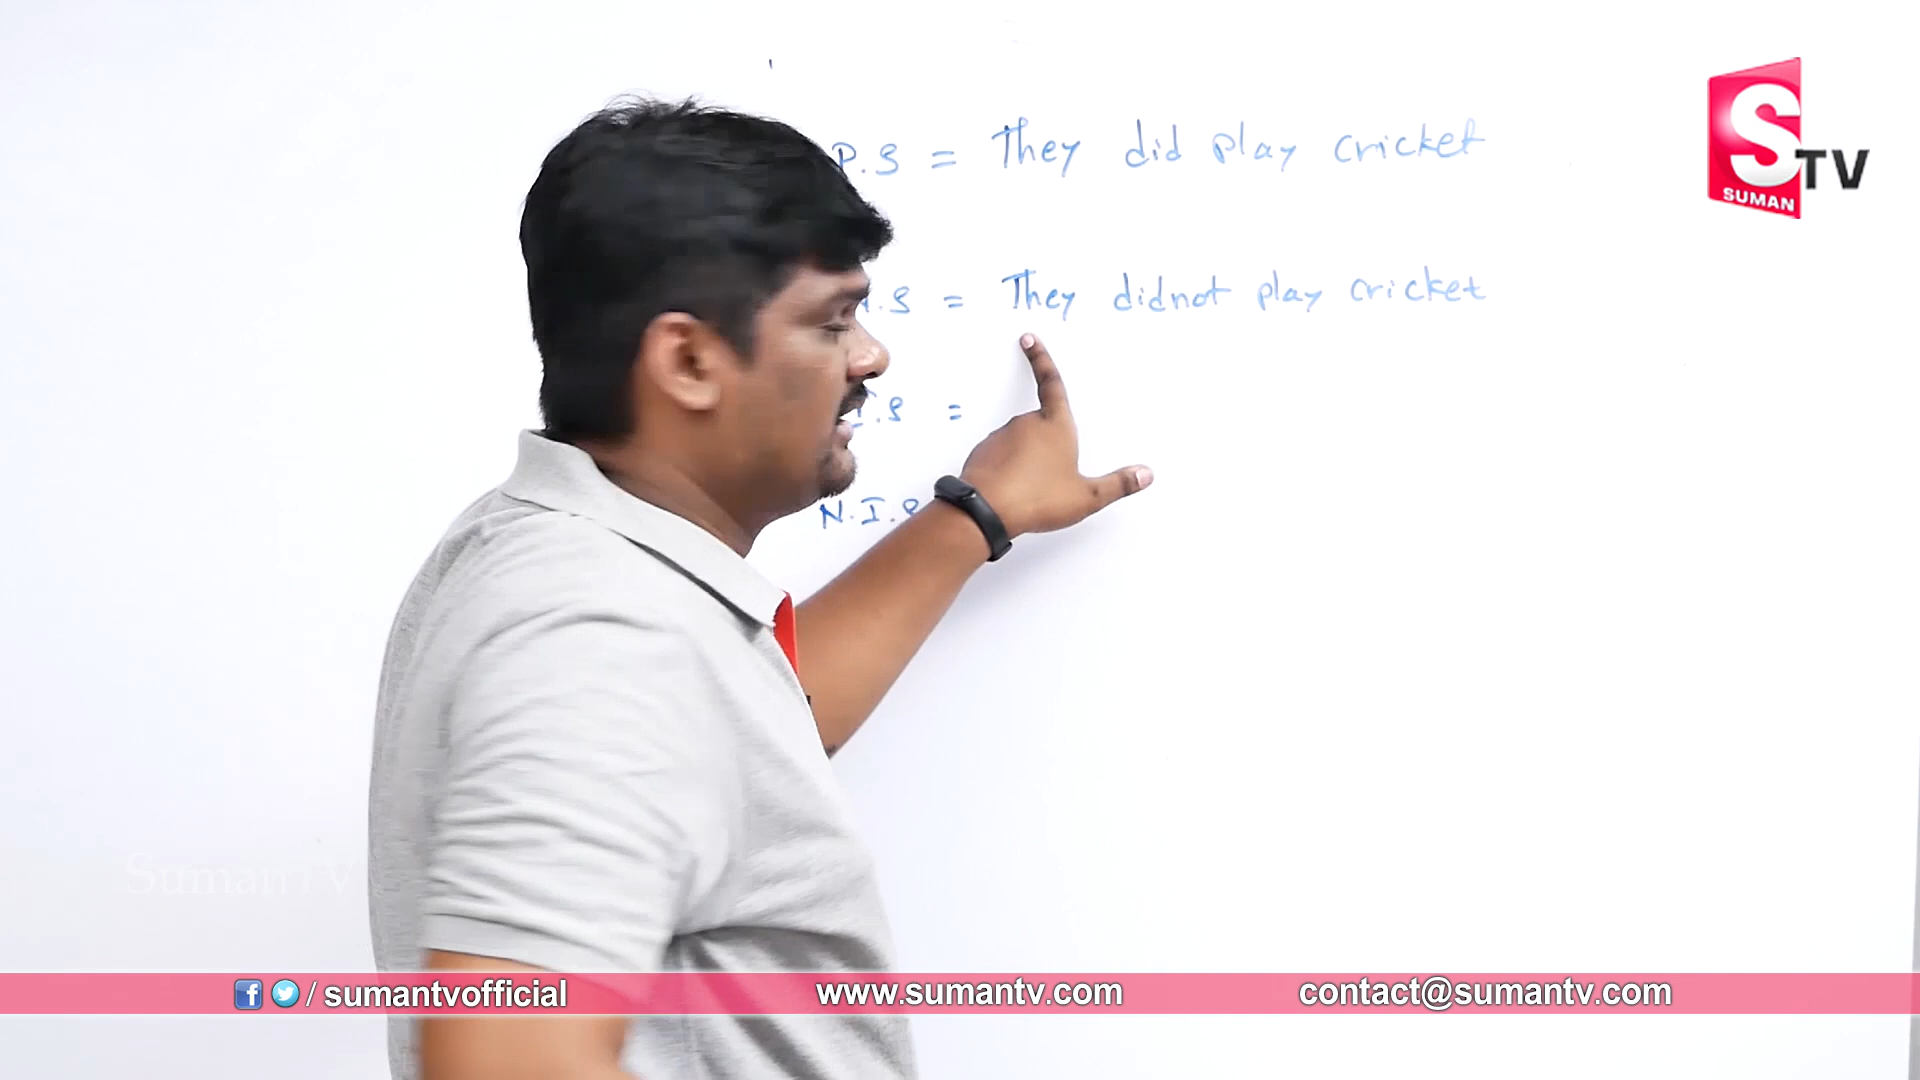 P.S = They did play cricket
S
TV
SUMAN
.S = They didnot play cricket
I.S =
N.I.S
SumanTV
/ sumantvofficial
www.sumantv.com
contact@sumantv.com